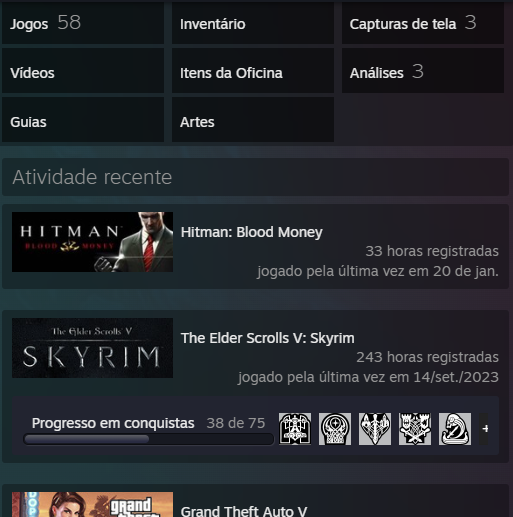 Jogos 58
Inventário
Capturas de tela 3
Vídeos
Itens da Oficina
Análises 3
Guias
Artes
Atividade recente
HITMAN
BLOOD MONEY
Hitman: Blood Money
33 horas registradas
jogado pela última vez em 20 de jan.
The Elder Scrolls V
SKYRIM
The Elder Scrolls V: Skyrim
243 horas registradas
jogado pela última vez em 14/set./2023
Progresso em conquistas 38 de 75
+
grand
Grand Theft Auto V